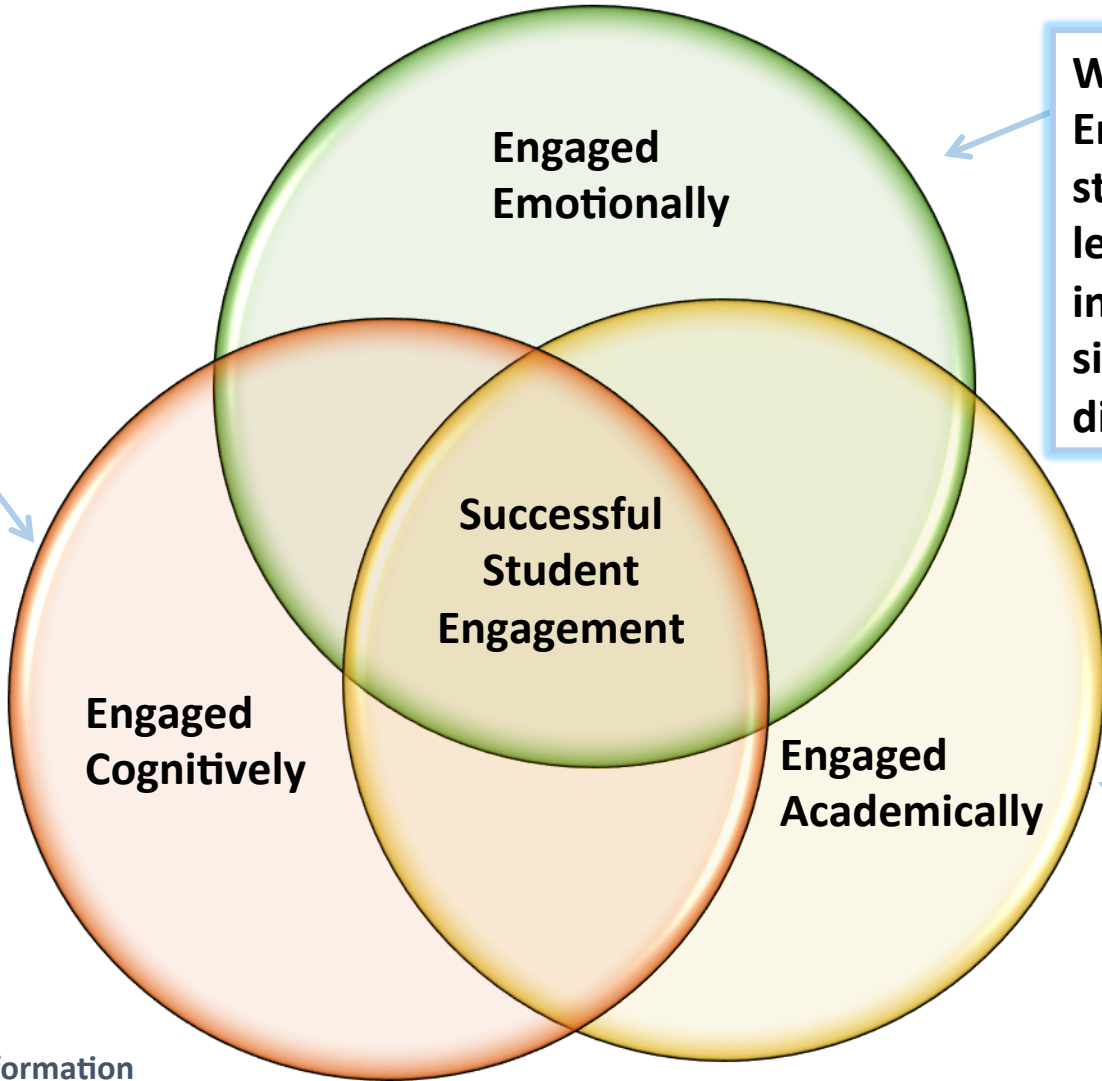 Engaged
Emotionally
Successful
Student
Engagement
Engaged
Cognitively
Engaged
Academically